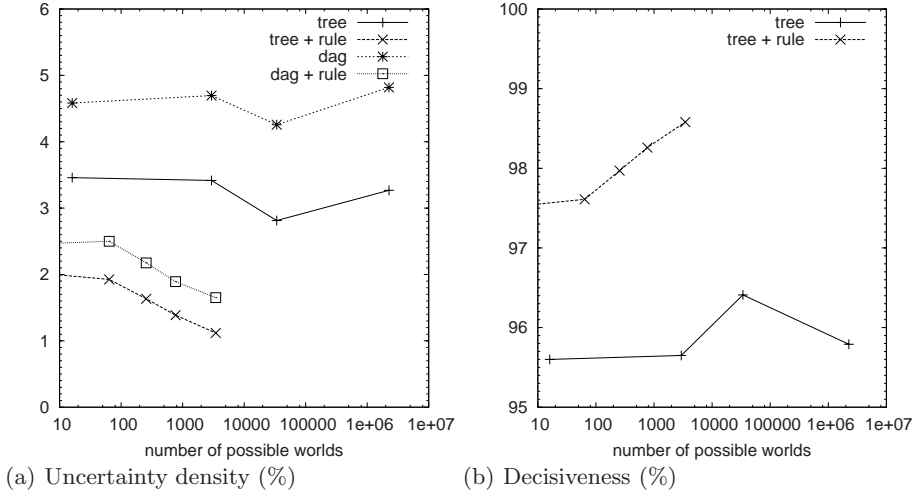 6
5
4
3
2
1
0
tree
tree + rule
dag
dag + rule
10 100 1000 10000 100000 1e+06 1e+07
number of possible worlds
(a) Uncertainty density (%)
100
99
98
97
96
95
tree
tree + rule
10 100 1000 10000 100000 1e+06 1e+07
number of possible worlds
(b) Decisiveness (%)